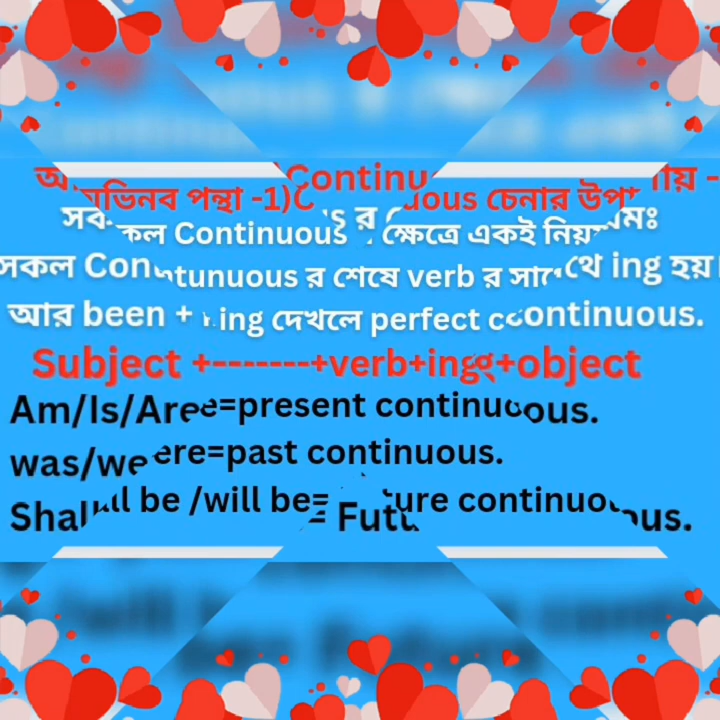 অভিনব পন্থা -1)Continuous চেনার উপায় -
সকল Continuous র ক্ষেত্রে একই নিয়মঃ
সকল Contunuous র শেষে verb র সাথে ing হয়।
আর been + ing দেখলে perfect continuous.
Subject +-------+verb+ing+object
Am/Is/Are=present continuous.
was/were=past continuous.
Shall be /will be= Future continuous.